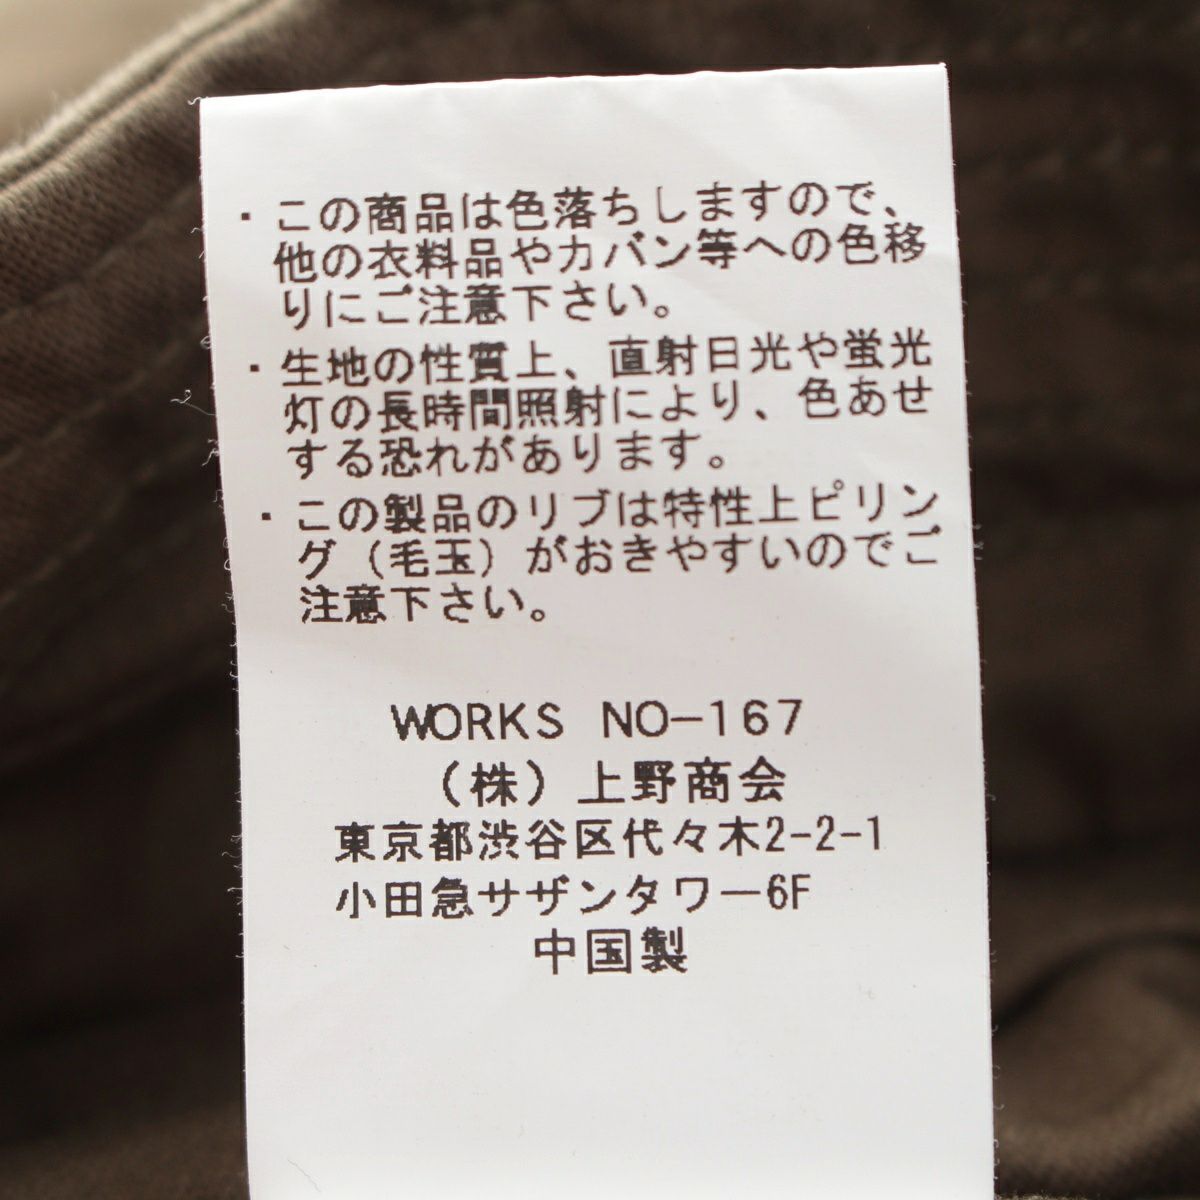 ・この商品は色落ちしますので、
他の衣料品やカバン等への色移
りにご注意下さい。
・生地の性質上、直射日光や蛍光
灯の長時間照射により、色あせ
する恐れがあります。
・この製品のリブは特性上ピリン
グ(毛玉)がおきやすいのでご
注意下さい。
WORKS NO-167
(株)上野商会
東京都渋谷区代々木2-2-1
小田急サザンタワー6F
中国製